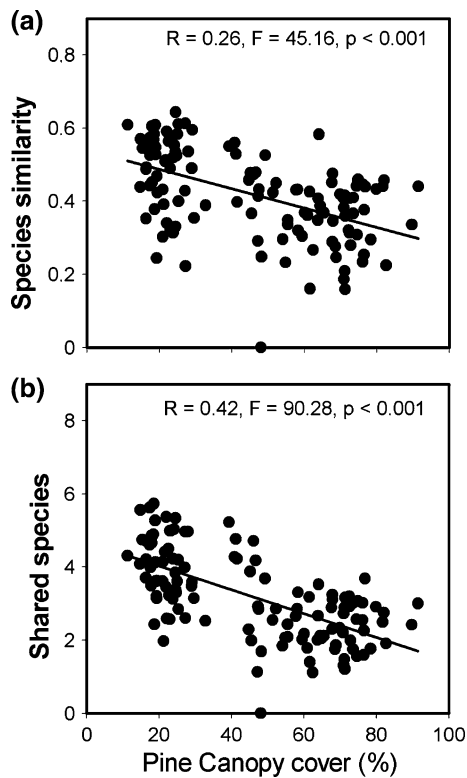 (a)
R = 0.26, F = 45.16, p < 0.001
Species similarity
0.8
0.6
0.4
0.2
0
(b)
R = 0.42, F = 90.28, p < 0.001
Shared species
8
6
4
2
0
0 20 40 60 80 100
Pine Canopy cover (%)